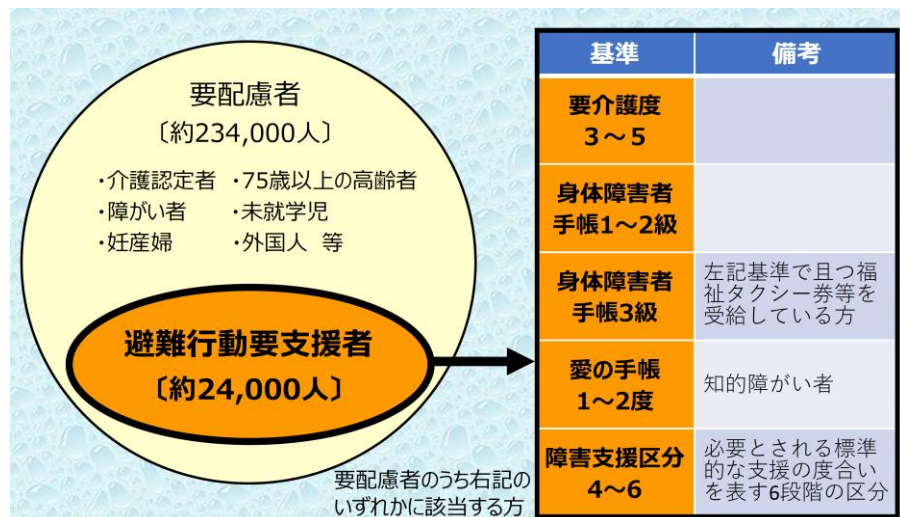 要配慮者
〔約234,000人〕
・介護認定者 ・75歳以上の高齢者
・障がい者 ・未就学児
・妊産婦 ・外国人 等
避難行動要支援者
〔約24,000人〕
要配慮者のうち右記の
いずれかに該当する方
基準 備考
要介護度
3～5
身体障害者
手帳1～2級
身体障害者
手帳3級
左記基準で且つ福
祉タクシー券等を
受給している方
愛の手帳
1～2度
知的障がい者
障害支援区分
4～6
必要とされる標準
的な支援の度合い
を表す6段階の区分